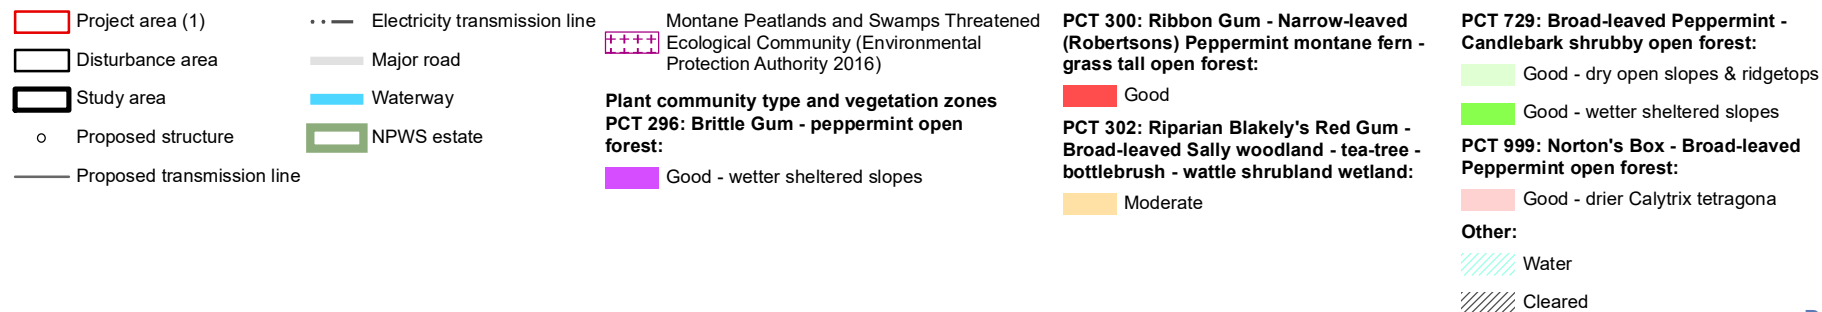 Project area (1)
Disturbance area
Study area
Proposed structure
Proposed transmission line
Electricity transmission line
Major road
Waterway
NPWS estate
Montane Peatlands and Swamps Threatened
Ecological Community (Environmental
Protection Authority 2016)
Plant community type and vegetation zones
PCT 296: Brittle Gum - peppermint open
forest:
Good - wetter sheltered slopes
PCT 300: Ribbon Gum - Narrow-leaved
(Robertsons) Peppermint montane fern -
grass tall open forest:
Good
PCT 302: Riparian Blakely's Red Gum -
Broad-leaved Sally woodland - tea-tree -
bottlebrush - wattle shrubland wetland:
Moderate
PCT 729: Broad-leaved Peppermint -
Candlebark shrubby open forest:
Good - dry open slopes & ridgetops
Good - wetter sheltered slopes
PCT 999: Norton's Box - Broad-leaved
Peppermint open forest:
Good - drier Calytrix tetragona
Other:
Water
Cleared